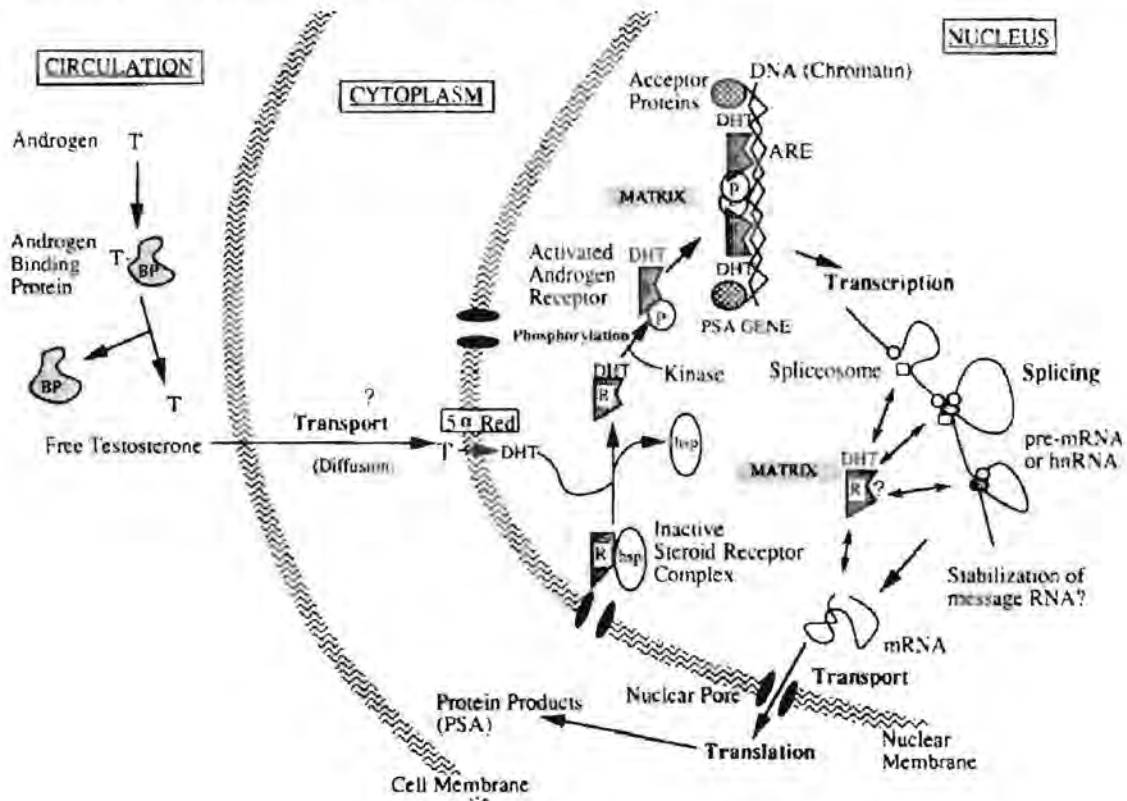 CIRCULATION
Androgen T
Androgen
Binding
Protein
T
BP
BP
T
Free Testosterone
CYTOPLASM
?
Transport
(Diffusion)
T
5 α Red
DHT
Cell Membrane
NUCLEUS
Acceptor
Proteins
DNA (Chromatin)
DHT
ARE
P
MATRIX
DHT
PSA GENE
Activated
Androgen
Receptor
DHT
R
P
Phosphorylation
Kinase
DHT
R
hsp
R
hsp
Inactive
Steroid Receptor
Complex
Transcription
Spliceosome
Splicing
pre-mRNA
or hnRNA
MATRIX
DHT
R ?
Stabilization of
message RNA?
mRNA
Transport
Nuclear Pore
Nuclear
Membrane
Translation
Protein Products
(PSA)